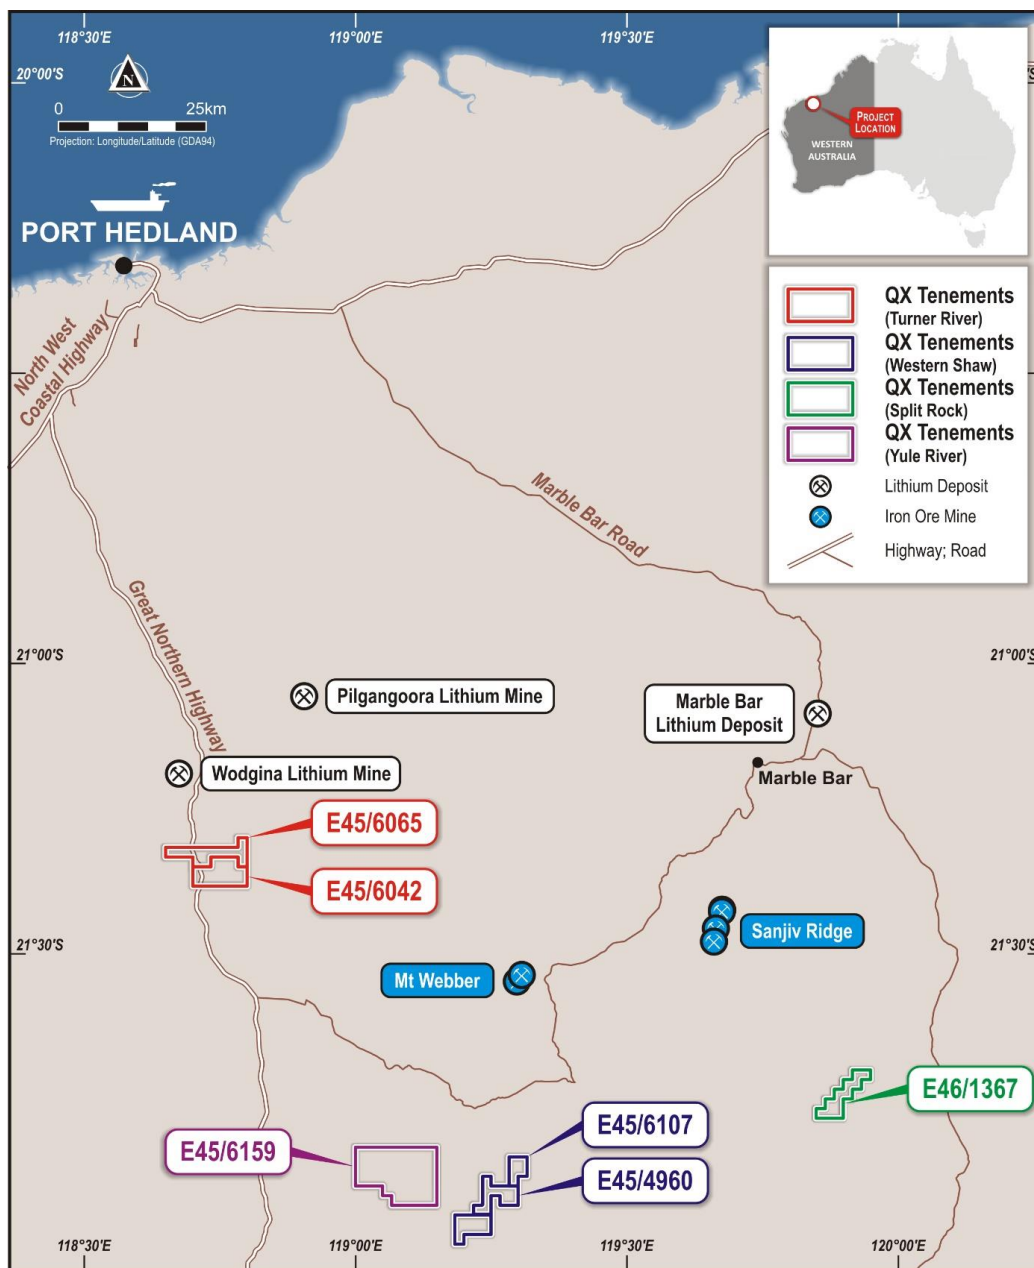 118°30'E
119°00'E
119°30'E
20°00'S
N
0
25km
Projection: Longitude/Latitude (GDA94)
PROJECT
LOCATION
WESTERN
AUSTRALIA
PORT HEDLAND
North West
Coastal Highway
QX Tenements
(Turner River)
QX Tenements
(Western Shaw)
QX Tenements
(Split Rock)
QX Tenements
(Yule River)
Lithium Deposit
Iron Ore Mine
Highway; Road
Marble Bar Road
Great Northern Highway
21°00'S
21°00'S
Pilgangoora Lithium Mine
Marble Bar
Lithium Deposit
Wodgina Lithium Mine
Marble Bar
E45/6065
E45/6042
Sanjiv Ridge
21°30'S
21°30'S
Mt Webber
E46/1367
E45/6107
E45/6159
E45/4960
118°30'E
119°00'E
119°30'E
120°00'E